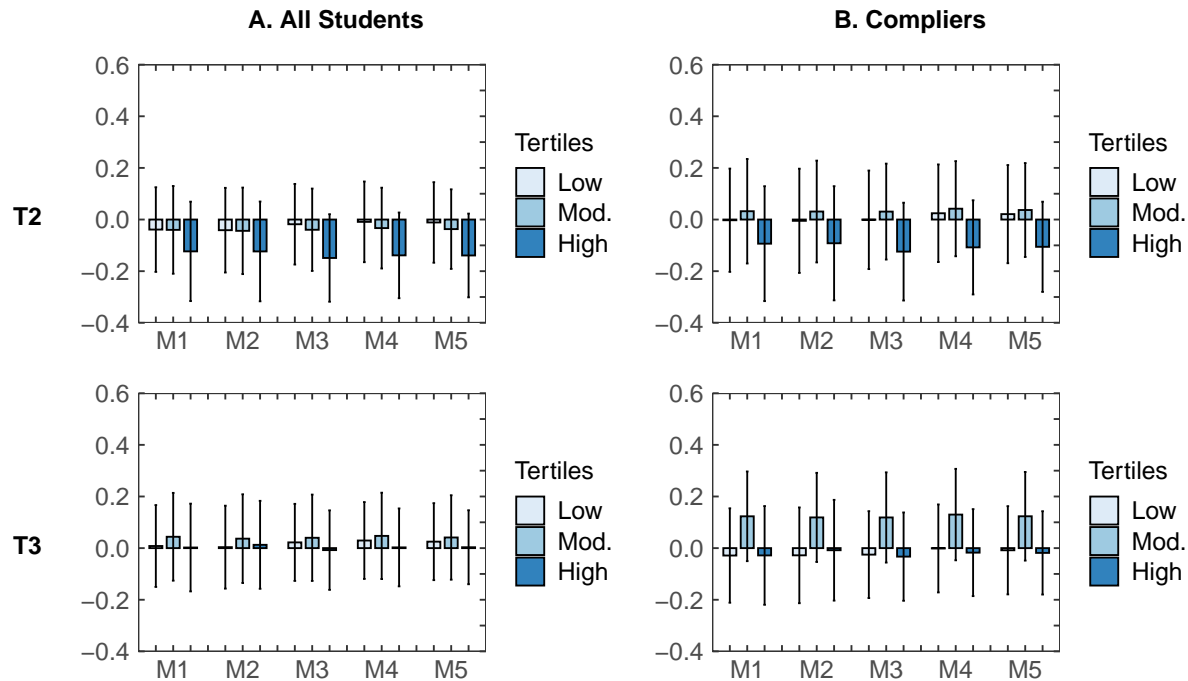 A. All Students
B. Compliers
T2
0.6
0.4
0.2
0.0
−0.2
−0.4
M1 M2 M3 M4 M5
Tertiles
Low
Mod.
High
0.6
0.4
0.2
0.0
−0.2
−0.4
M1 M2 M3 M4 M5
Tertiles
Low
Mod.
High
T3
0.6
0.4
0.2
0.0
−0.2
−0.4
M1 M2 M3 M4 M5
Tertiles
Low
Mod.
High
0.6
0.4
0.2
0.0
−0.2
−0.4
M1 M2 M3 M4 M5
Tertiles
Low
Mod.
High